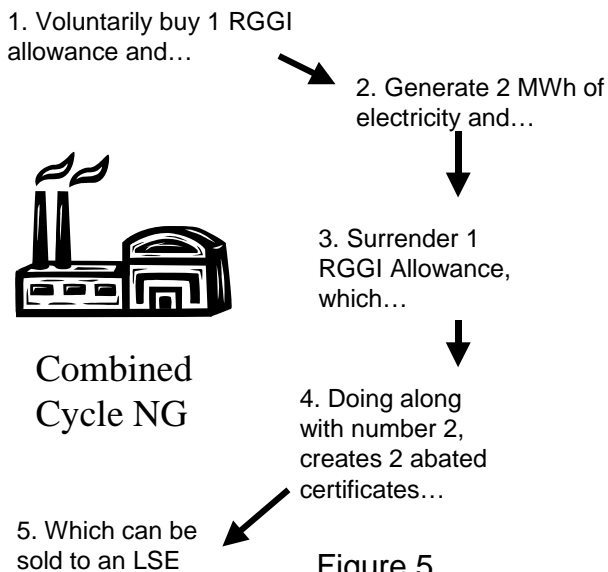 1. Voluntarily buy 1 RGGI
allowance and…
2. Generate 2 MWh of
electricity and…
3. Surrender 1
RGGI Allowance,
which…
Combined
Cycle NG
4. Doing along
with number 2,
creates 2 abated
certificates…
5. Which can be
sold to an LSE
Figure 5